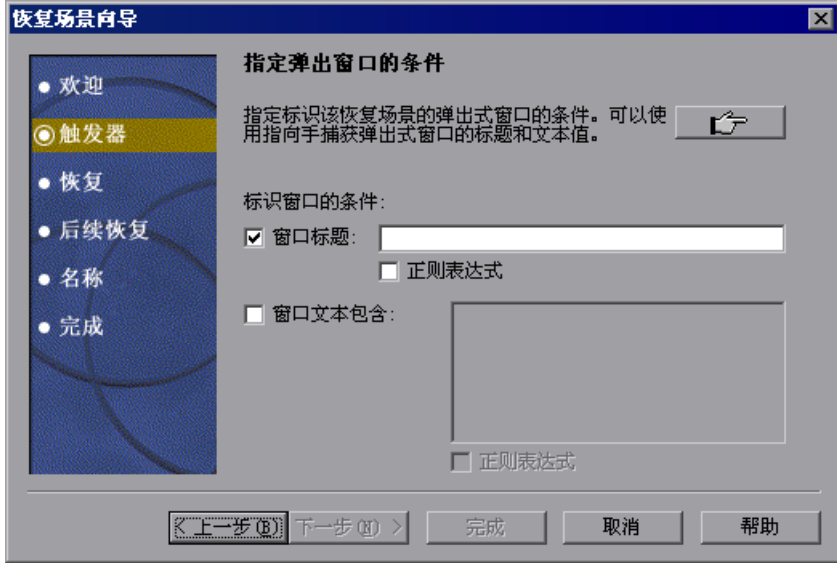 恢复场景向导
欢迎
触发器
恢复
后续恢复
名称
完成
指定弹出窗口的条件
指定标识该恢复场景的弹出式窗口的条件。可以使
用指向手捕获弹出式窗口的标题和文本值。
标识窗口的条件:
窗口标题:
正则表达式
窗口文本包含:
正则表达式
< 上一步(B)
下一步(N) >
完成
取消
帮助